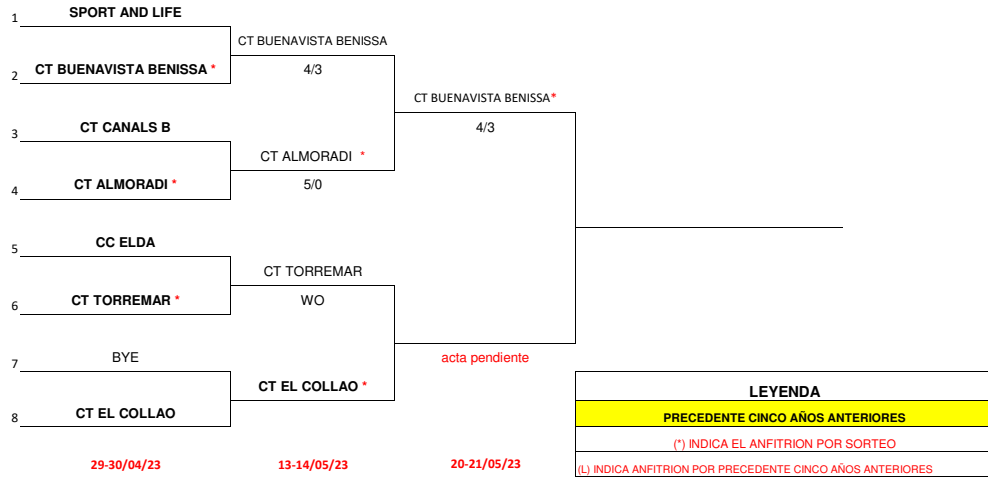 1 SPORT AND LIFE
CT BUENAVISTA BENISSA
2 CT BUENAVISTA BENISSA *
4/3
CT BUENAVISTA BENISSA*
3 CT CANALS B
4/3
CT ALMORADI *
4 CT ALMORADI *
5/0
5 CC ELDA
CT TORREMAR
6 CT TORREMAR *
WO
7 BYE
acta pendiente
CT EL COLLAO *
8 CT EL COLLAO
LEYENDA
PRECEDENTE CINCO AÑOS ANTERIORES
(*) INDICA EL ANFITRION POR SORTEO
(L) INDICA ANFITRION POR PRECEDENTE CINCO AÑOS ANTERIORES
29-30/04/23
13-14/05/23
20-21/05/23